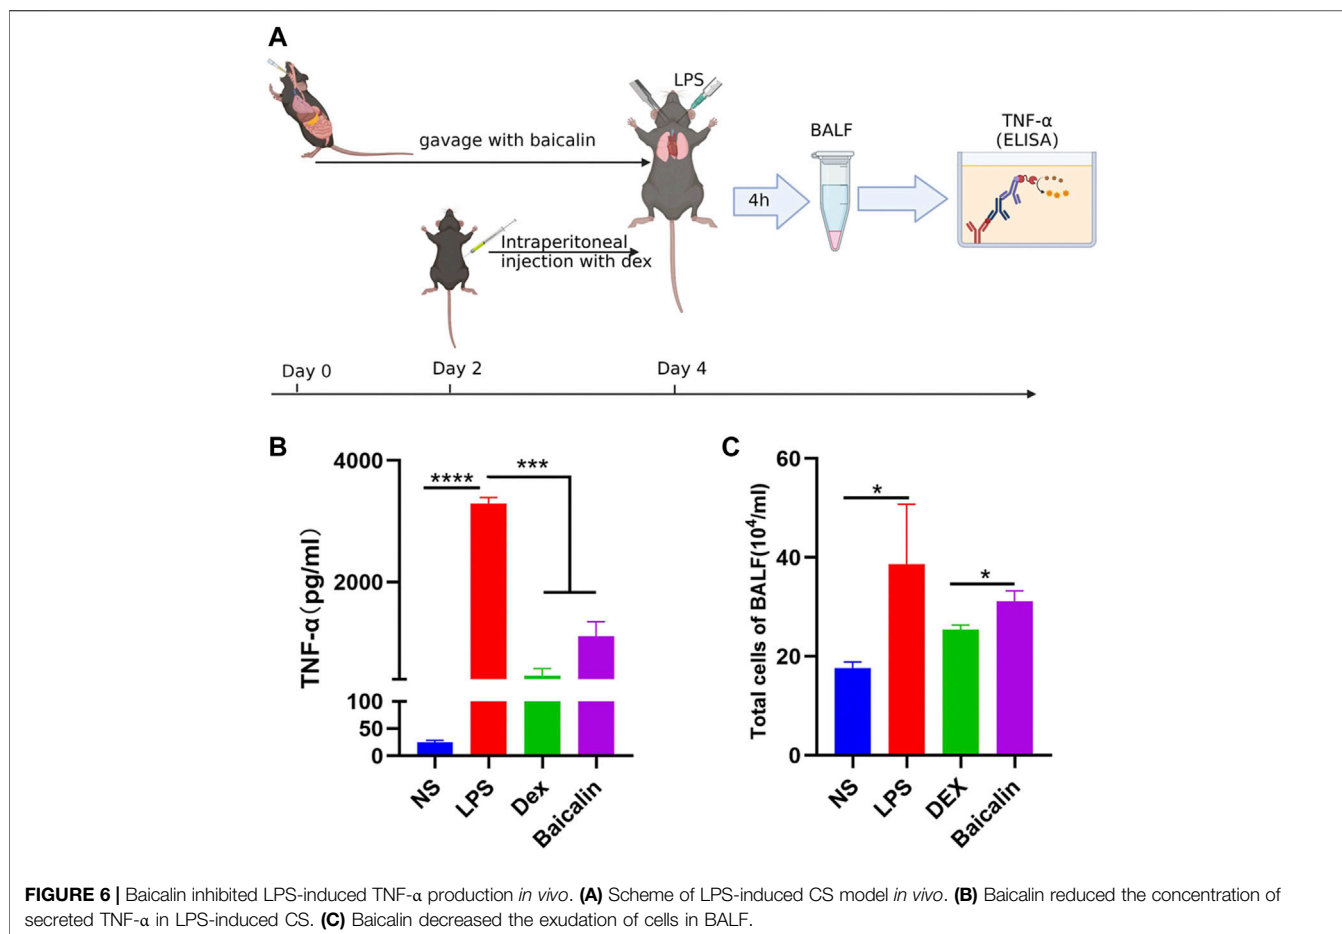 A
LPS
gavage with baicalin
BALF
TNF-α
(ELISA)
4h
Intraperitoneal
injection with dex
Day 0
Day 2
Day 4
B
TNF-α(pg/ml)
4000
2000
100
50
0
****
***
NS
LPS
Dex
Baicalin
C
Total cells of BALF(10⁴/ml)
60
40
20
0
*
*
NS
LPS
DEX
Baicalin
FIGURE 6 | Baicalin inhibited LPS-induced TNF-α production in vivo. (A) Scheme of LPS-induced CS model in vivo. (B) Baicalin reduced the concentration of
secreted TNF-α in LPS-induced CS. (C) Baicalin decreased the exudation of cells in BALF.